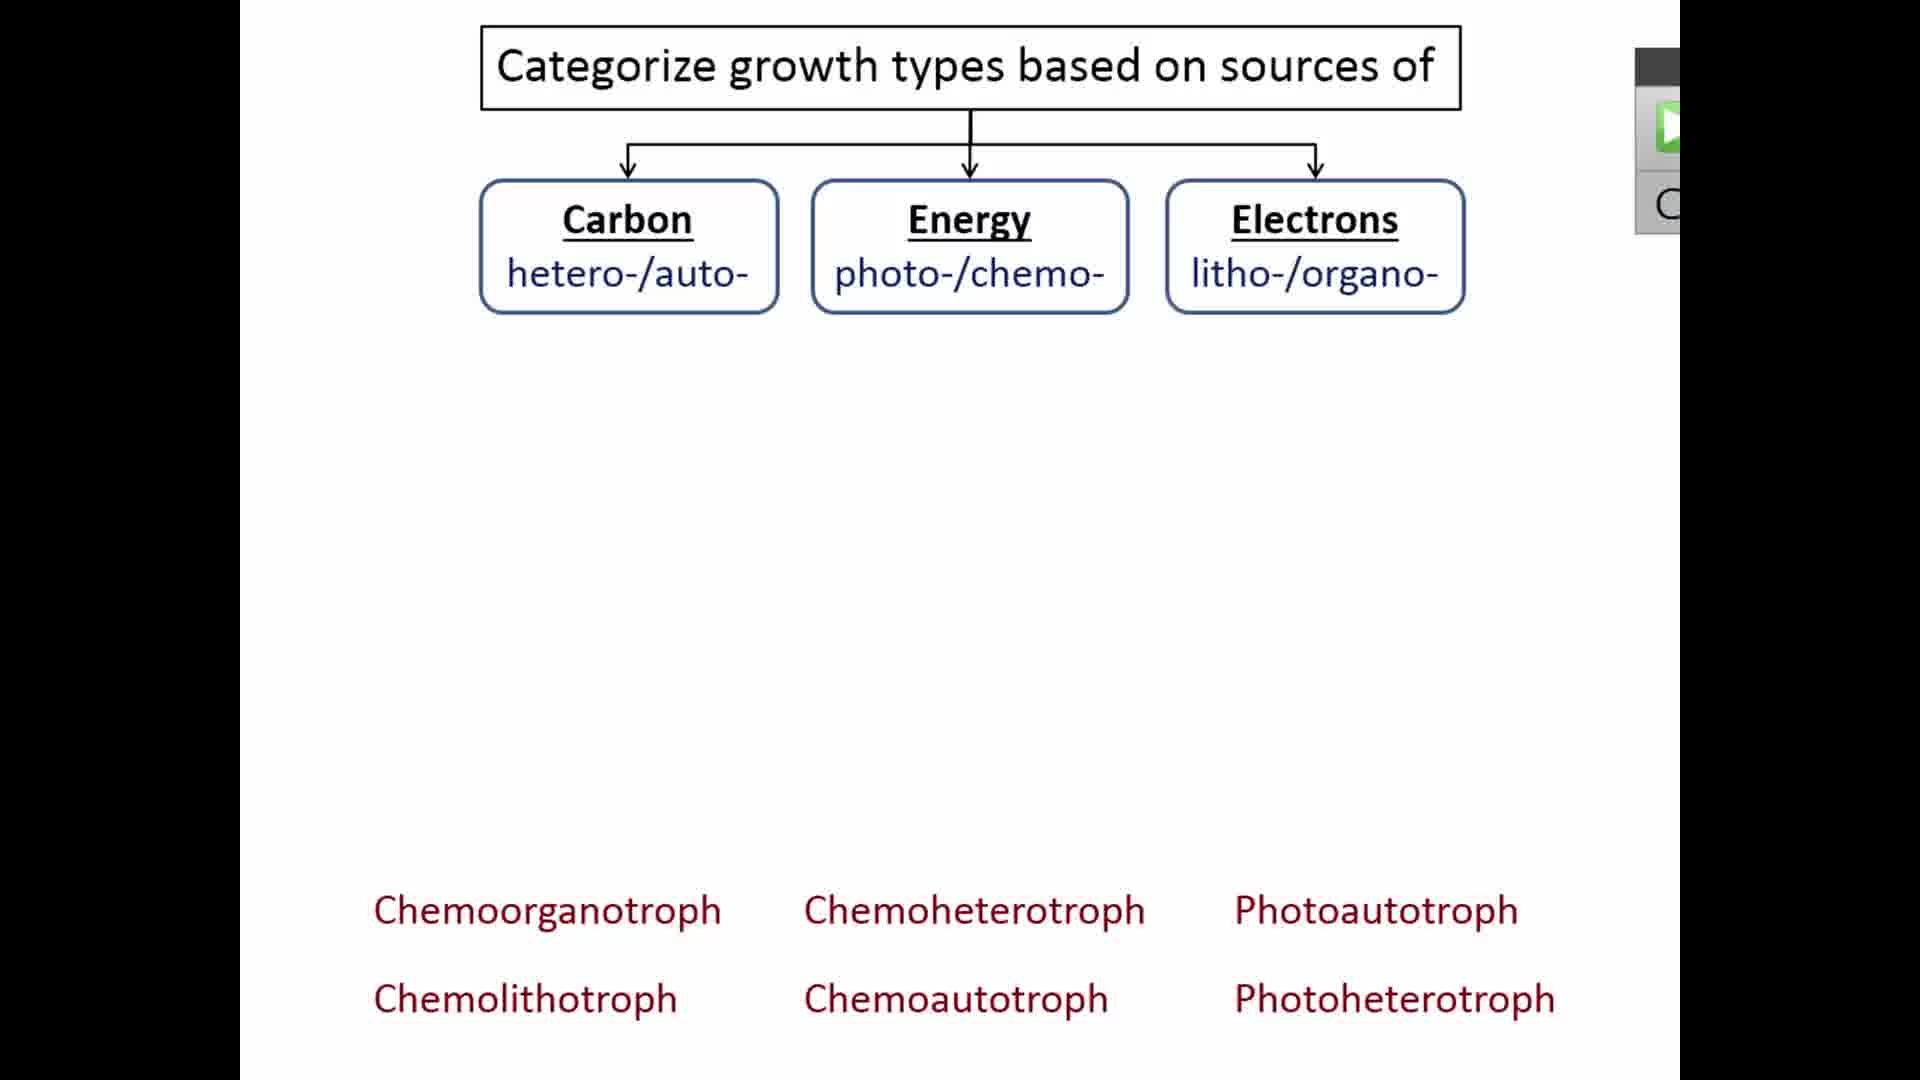 Categorize growth types based on sources of
Carbon
hetero-/auto-
Energy
photo-/chemo-
Electrons
litho-/organo-
Chemoorganotroph
Chemoheterotroph
Photoautotroph
Chemolithotroph
Chemoautotroph
Photoheterotroph